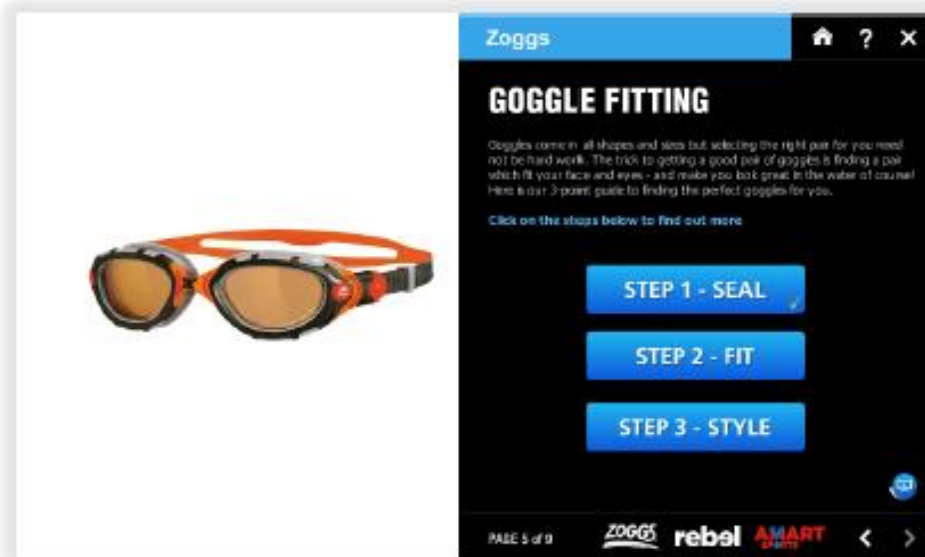 Zoggs
?
GOGGLE FITTING
Goggles come in all shapes and sizes but selecting the right pair for you need
not be hard work. The trick to getting a good pair of goggles is finding a pair
which fit your face and eyes - and make you look great in the water of course!
Here is our 3-point guide to finding the perfect goggles for you.
Click on the steps below to find out more
STEP 1 - SEAL
STEP 2 - FIT
STEP 3 - STYLE
PAGE 5 of 9
ZOGGS rebel AMART
SPORTS